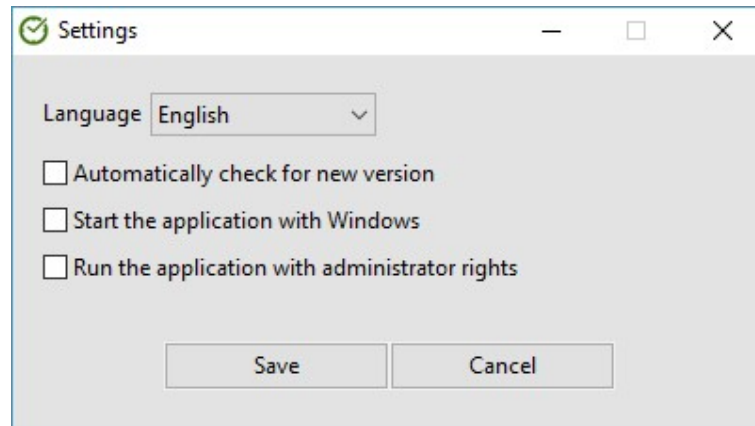 Settings
Language English
Automatically check for new version
Start the application with Windows
Run the application with administrator rights
Save Cancel